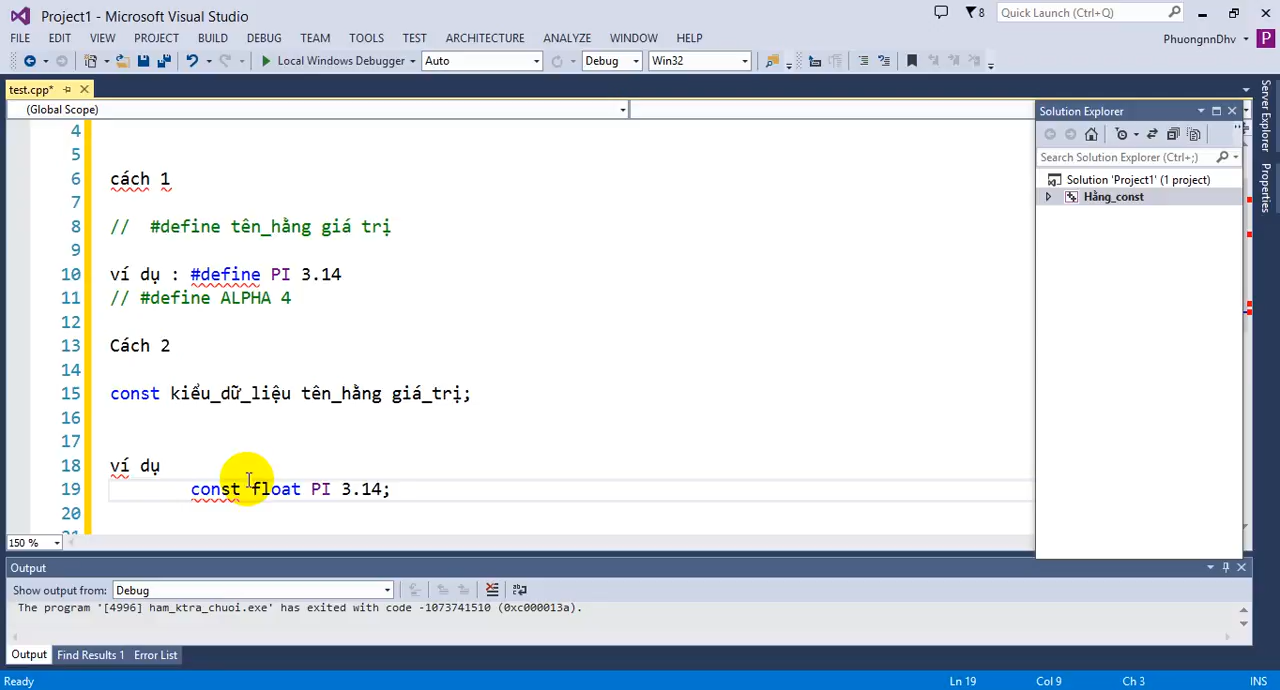 Project1 - Microsoft Visual Studio
8
Quick Launch (Ctrl+Q)
FILE EDIT VIEW PROJECT BUILD DEBUG TEAM TOOLS TEST ARCHITECTURE ANALYZE WINDOW HELP
PhuongnnDhv
P
Local Windows Debugger
Auto
Debug
Win32
test.cpp*
(Global Scope)
4
5
6 cách 1
7
8 // #define tên_hằng giá trị
9
10 ví dụ : #define PI 3.14
11 // #define ALPHA 4
12
13 Cách 2
14
15 const kiểu_dữ_liệu tên_hằng giá_trị;
16
17
18 ví dụ
19 const float PI 3.14;
20
150 %
Solution Explorer
Search Solution Explorer (Ctrl+;)
Solution 'Project1' (1 project)
Hằng_const
Server Explorer
Properties
Output
Show output from: Debug
The program '[4996] ham_ktra_chuoi.exe' has exited with code -1073741510 (0xc000013a).
Output Find Results 1 Error List
Ready
Ln 19 Col 9 Ch 3 INS